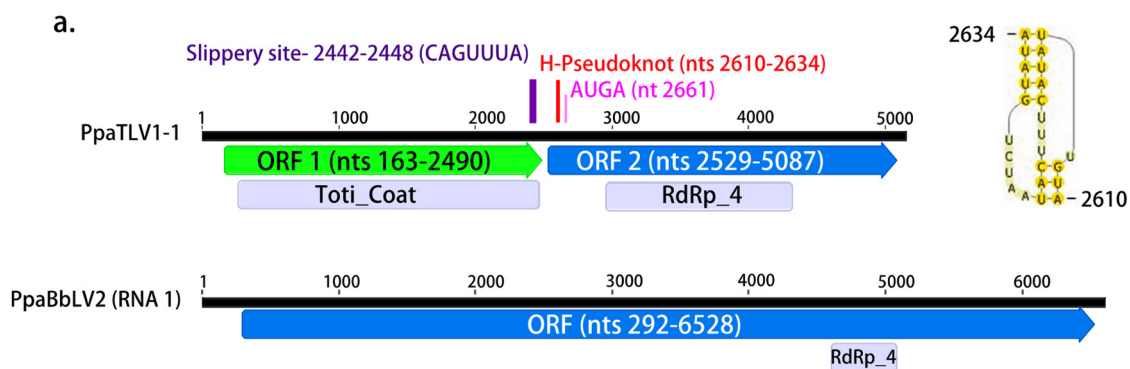 a.
Slippery site- 2442-2448 (CAGUUUA)
H-Pseudoknot (nts 2610-2634)
AUGA (nt 2661)
PpaTLV1-1
1 1000 2000 3000 4000 5000
ORF 1 (nts 163-2490) ORF 2 (nts 2529-5087)
Toti_Coat RdRp_4
2634
A U
U A
A U
U A
G C
U
U
U U
C U C G U
U A U
A A U A
2610
PpaBbLV2 (RNA 1)
1 1000 2000 3000 4000 5000 6000
ORF (nts 292-6528)
RdRp_4